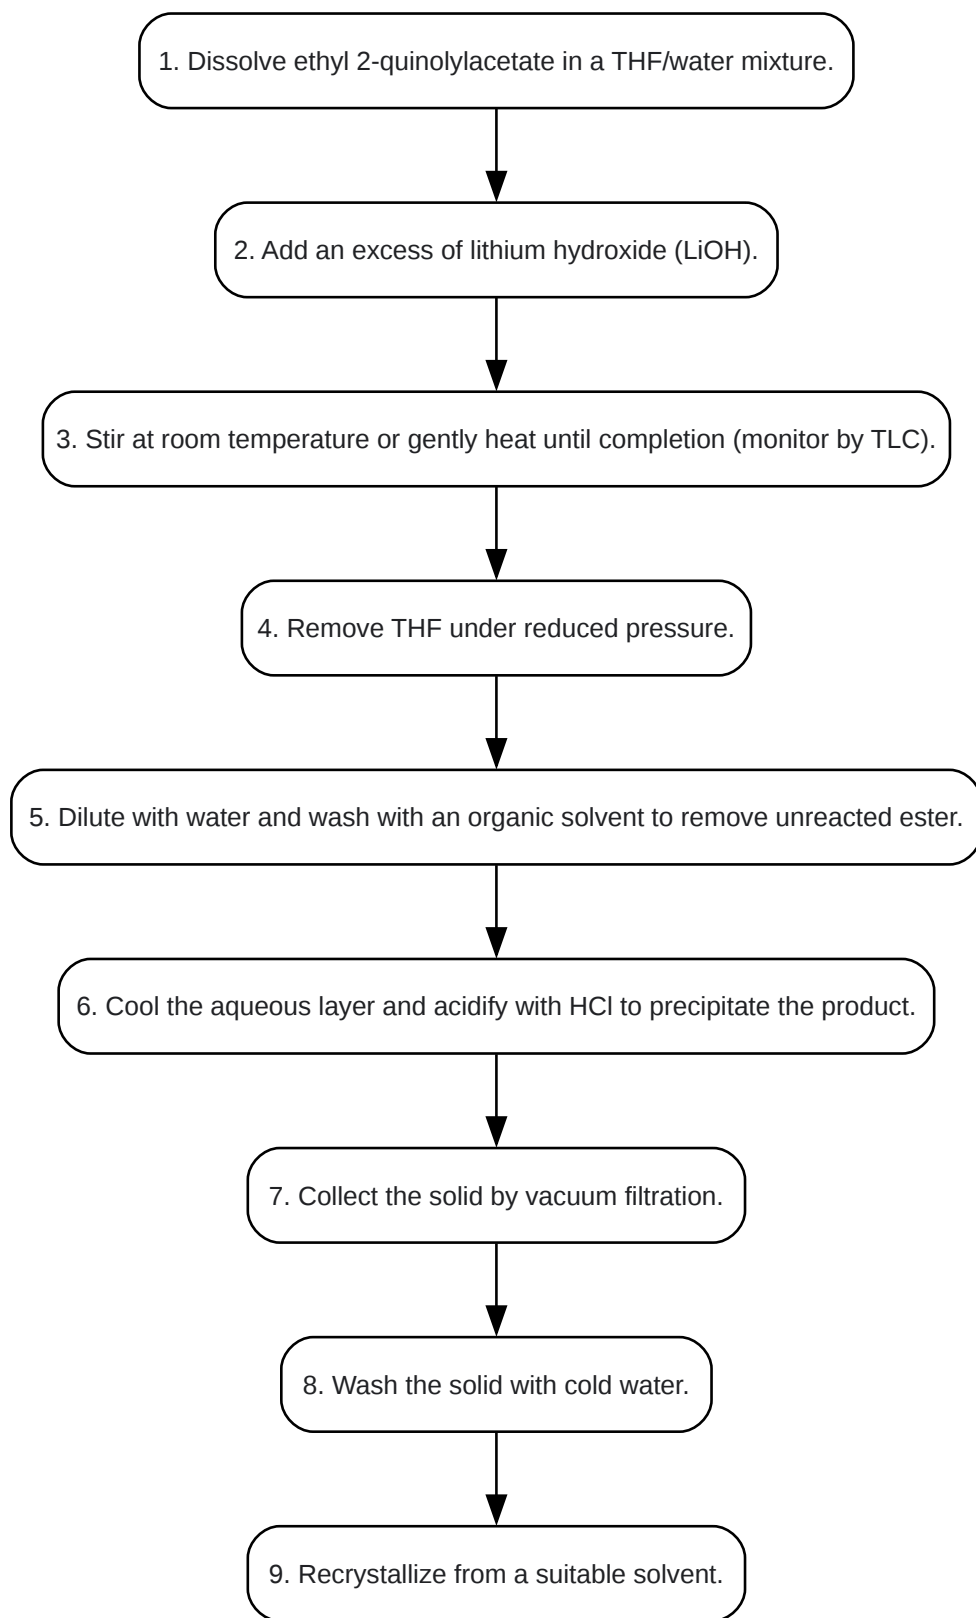 1. Dissolve ethyl 2-quinolylacetate in a THF/water mixture.
2. Add an excess of lithium hydroxide (LiOH).
3. Stir at room temperature or gently heat until completion (monitor by TLC).
4. Remove THF under reduced pressure.
5. Dilute with water and wash with an organic solvent to remove unreacted ester.
6. Cool the aqueous layer and acidify with HCl to precipitate the product.
7. Collect the solid by vacuum filtration.
8. Wash the solid with cold water.
9. Recrystallize from a suitable solvent.